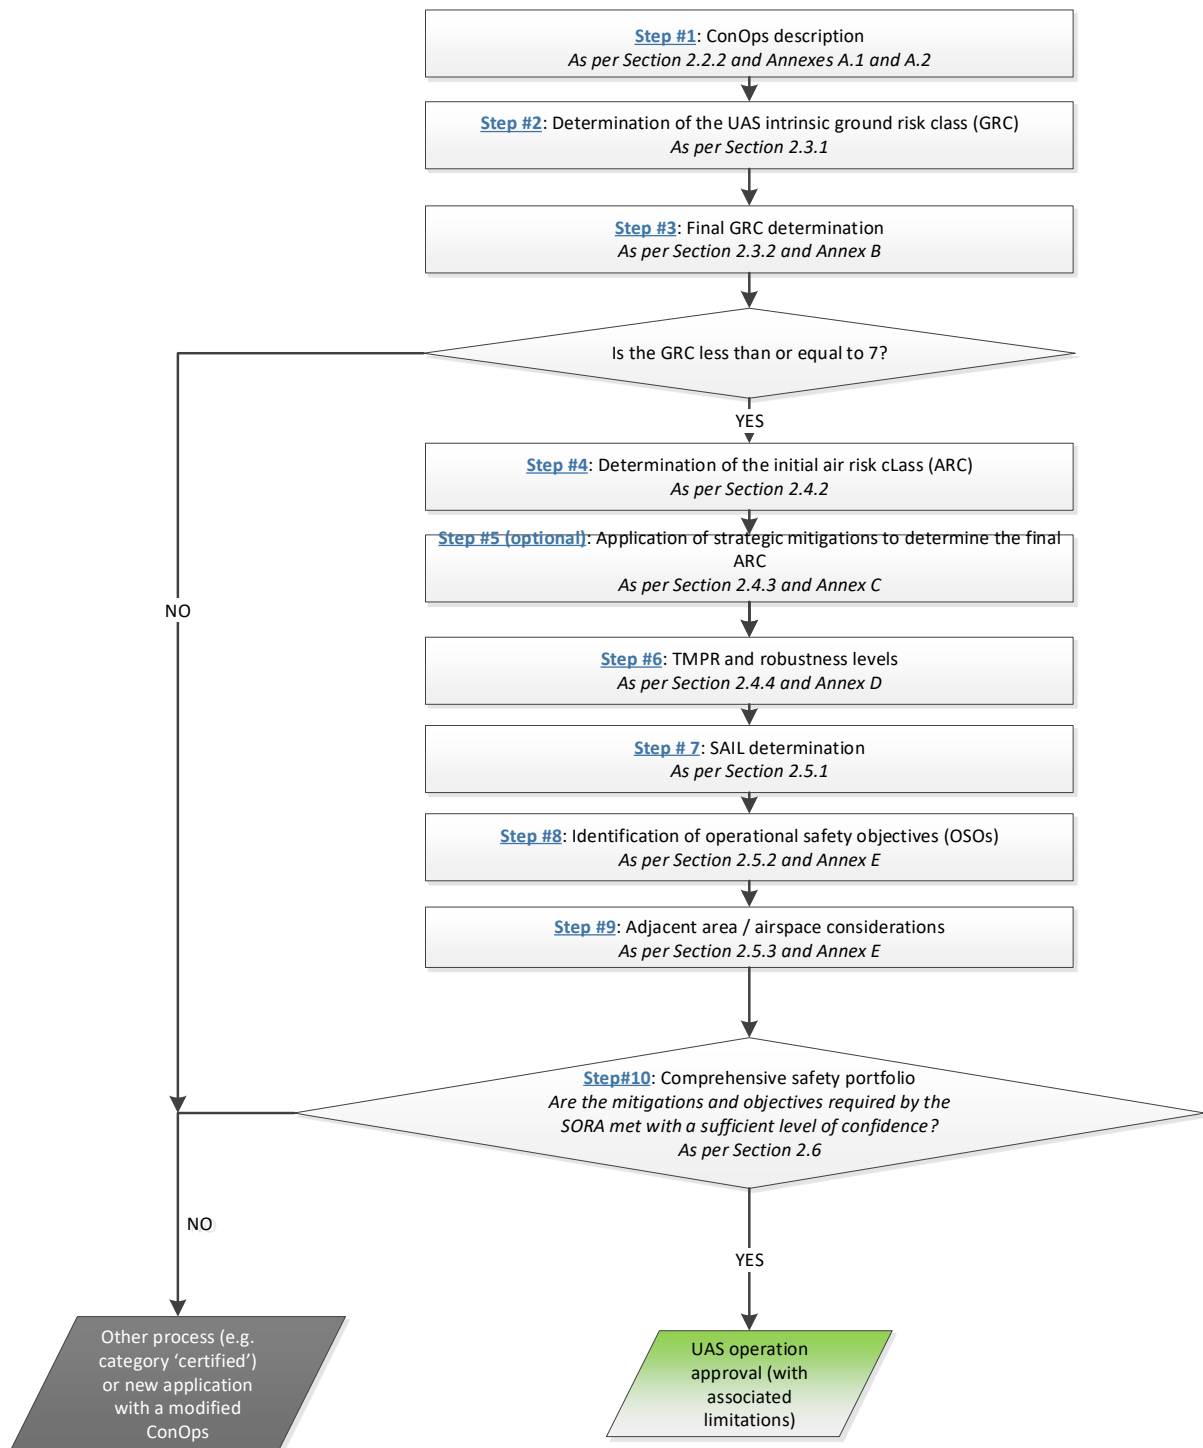 Step #1: ConOps description
As per Section 2.2.2 and Annexes A.1 and A.2
Step #2: Determination of the UAS intrinsic ground risk class (GRC)
As per Section 2.3.1
Step #3: Final GRC determination
As per Section 2.3.2 and Annex B
Is the GRC less than or equal to 7?
YES
Step #4: Determination of the initial air risk cLass (ARC)
As per Section 2.4.2
Step #5 (optional): Application of strategic mitigations to determine the final
ARC
As per Section 2.4.3 and Annex C
NO
Step #6: TMPR and robustness levels
As per Section 2.4.4 and Annex D
Step # 7: SAIL determination
As per Section 2.5.1
Step #8: Identification of operational safety objectives (OSOs)
As per Section 2.5.2 and Annex E
Step #9: Adjacent area / airspace considerations
As per Section 2.5.3 and Annex E
Step#10: Comprehensive safety portfolio
Are the mitigations and objectives required by the
SORA met with a sufficient level of confidence?
As per Section 2.6
NO
YES
Other process (e.g.
category ‘certified’)
or new application
with a modified
ConOps
UAS operation
approval (with
associated
limitations)